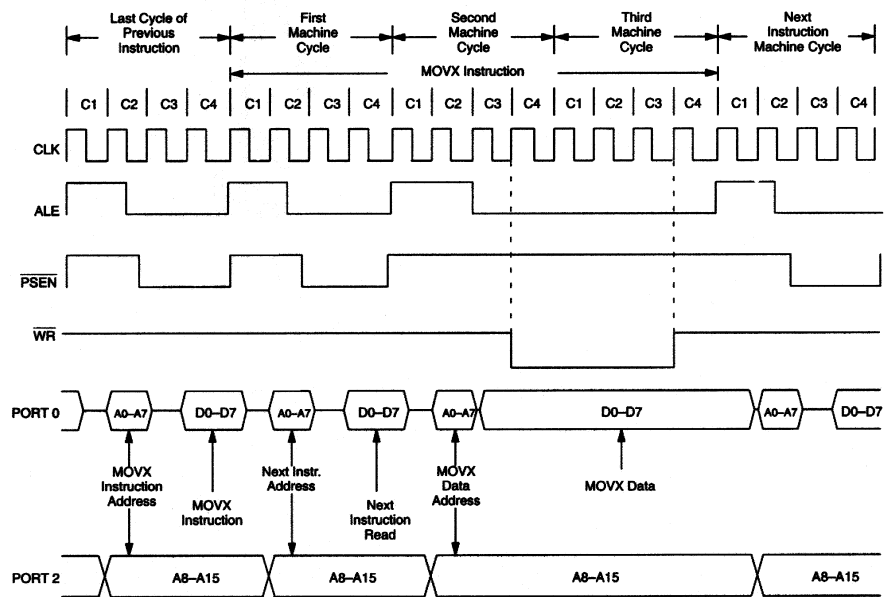 Last Cycle of
Previous
Instruction
First
Machine
Cycle
Second
Machine
Cycle
Third
Machine
Cycle
Next
Instruction
Machine Cycle
MOVX Instruction
C1 C2 C3 C4 C1 C2 C3 C4 C1 C2 C3 C4 C1 C2 C3 C4 C1 C2 C3 C4
CLK
ALE
PSEN
WR
PORT 0 A0–A7 D0–D7 A0–A7 D0–D7 A0–A7 D0–D7 A0–A7 D0–D7
MOVX
Instruction
Address
MOVX
Instruction
Next Instr.
Address
Next
Instruction
Read
MOVX
Data
Address
MOVX Data
PORT 2 A8–A15 A8–A15 A8–A15 A8–A15